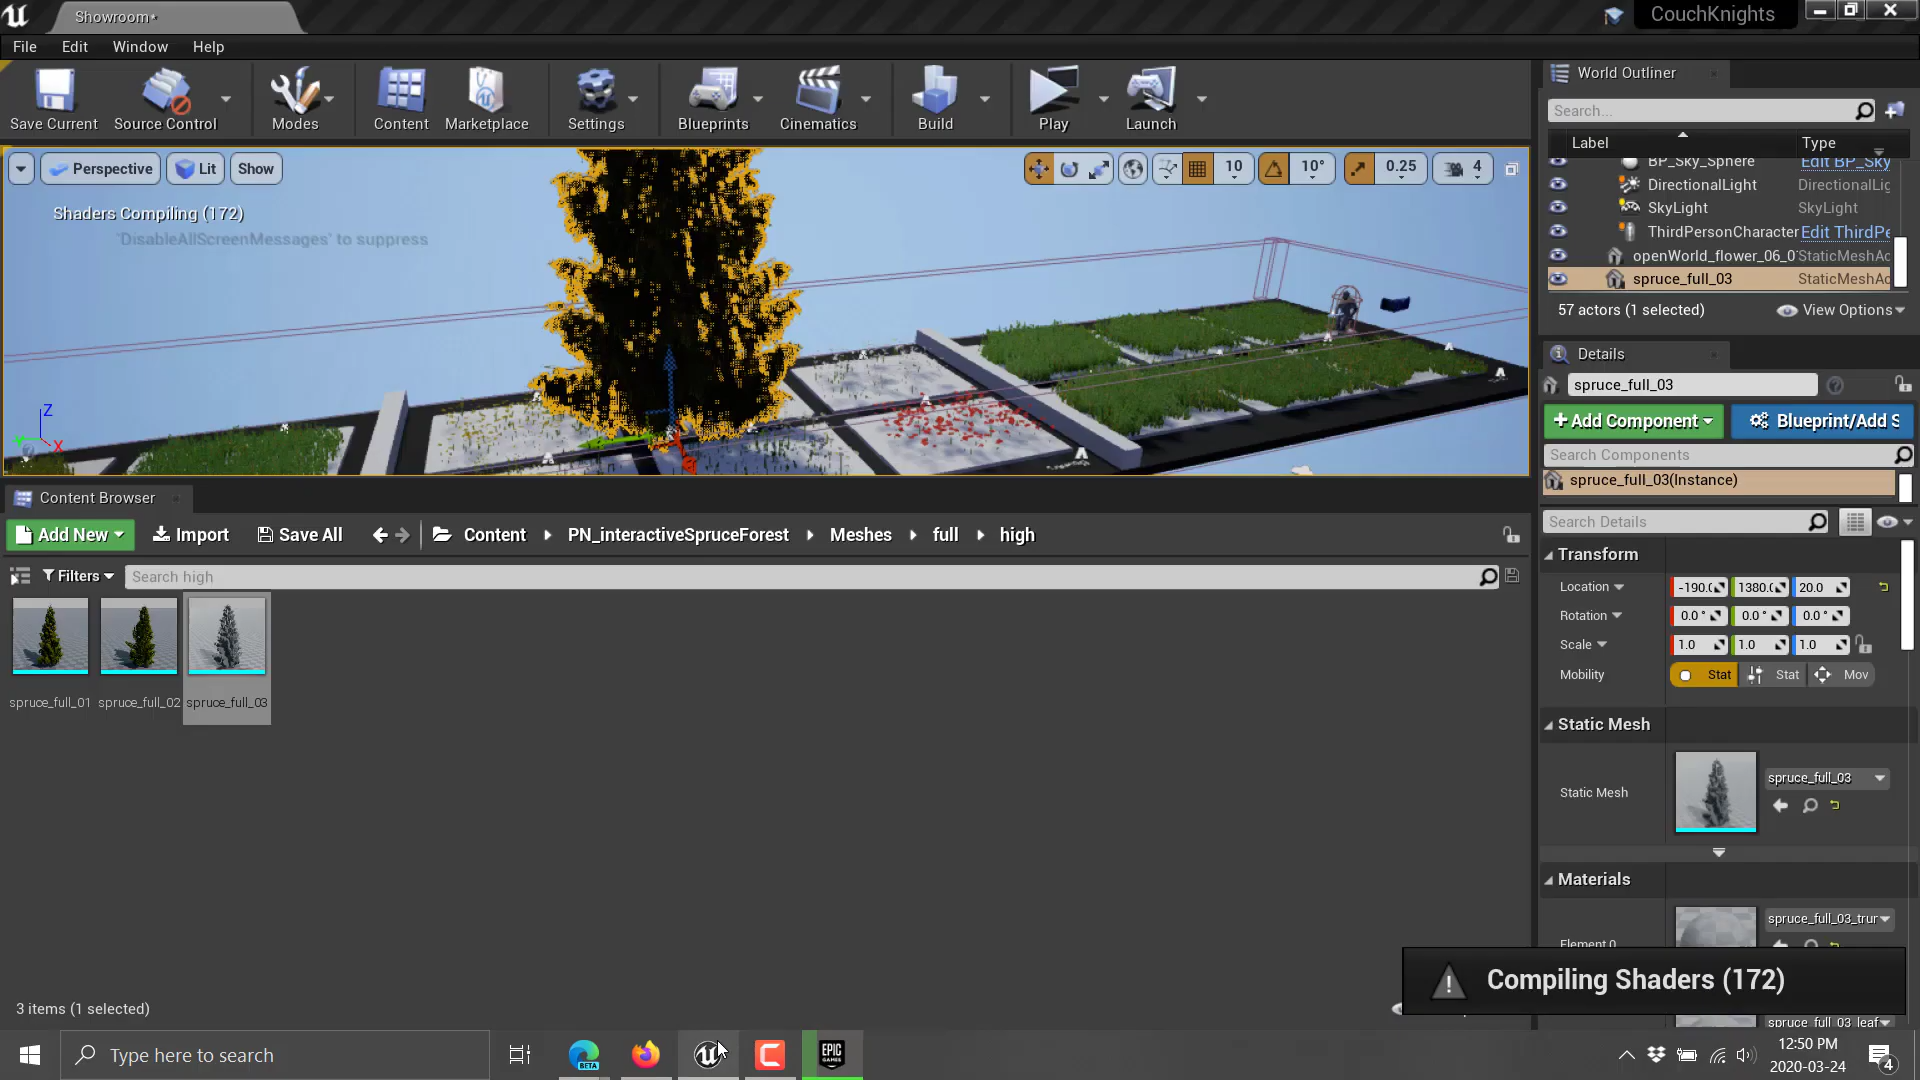 Showroom*
CouchKnights
File Edit Window Help
Save Current Source Control Modes Content Marketplace Settings Blueprints Cinematics Build Play Launch
Perspective Lit Show 10 10° 0.25 4
Shaders Compiling (172)
'DisableAllScreenMessages' to suppress
Z
X
World Outliner
Search...
Label Type
BP_Sky_Sphere Edit BP_Sky
DirectionalLight DirectionalLig
SkyLight SkyLight
ThirdPersonCharacter Edit ThirdPe
openWorld_flower_06_0 StaticMeshAc
spruce_full_03 StaticMeshAc
57 actors (1 selected) View Options
Details
spruce_full_03
+ Add Component Blueprint/Add S
Search Components
spruce_full_03(Instance)
Search Details
Transform
Location -190.0 1380.0 20.0
Rotation 0.0° 0.0° 0.0°
Scale 1.0 1.0 1.0
Mobility Stat Stat Mov
Static Mesh
Static Mesh spruce_full_03
Materials
Element 0 spruce_full_03_trur
spruce_full_03_leaf
Content Browser
Add New Import Save All Content PN_interactiveSpruceForest Meshes full high
Filters Search high
spruce_full_01 spruce_full_02 spruce_full_03
3 items (1 selected)
Compiling Shaders (172)
Type here to search
BETA
EPIC
GAMES
12:50 PM
2020-03-24
4